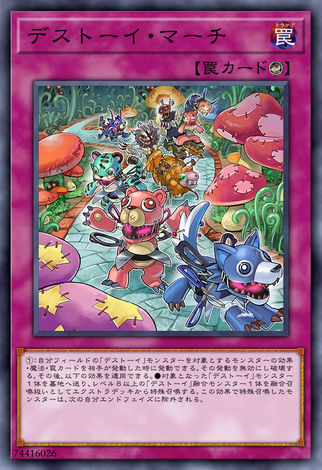 デストーイ・マーチ
罠
トラップ
【罠カード】
①：自分フィールドの「デストーイ」モンスターを対象とするモンスターの効果
・魔法・罠カードを相手が発動した時に発動できる。その発動を無効にし破壊す
る。その後、以下の効果を適用できる。●対象となった「デストーイ」モンスター
１体を墓地へ送り、レベル８以上の「デストーイ」融合モンスター１体を融合召
喚扱いとしてエクストラデッキから特殊召喚する。この効果で特殊召喚したモ
ンスターは、次の自分エンドフェイズに除外される。
74416026